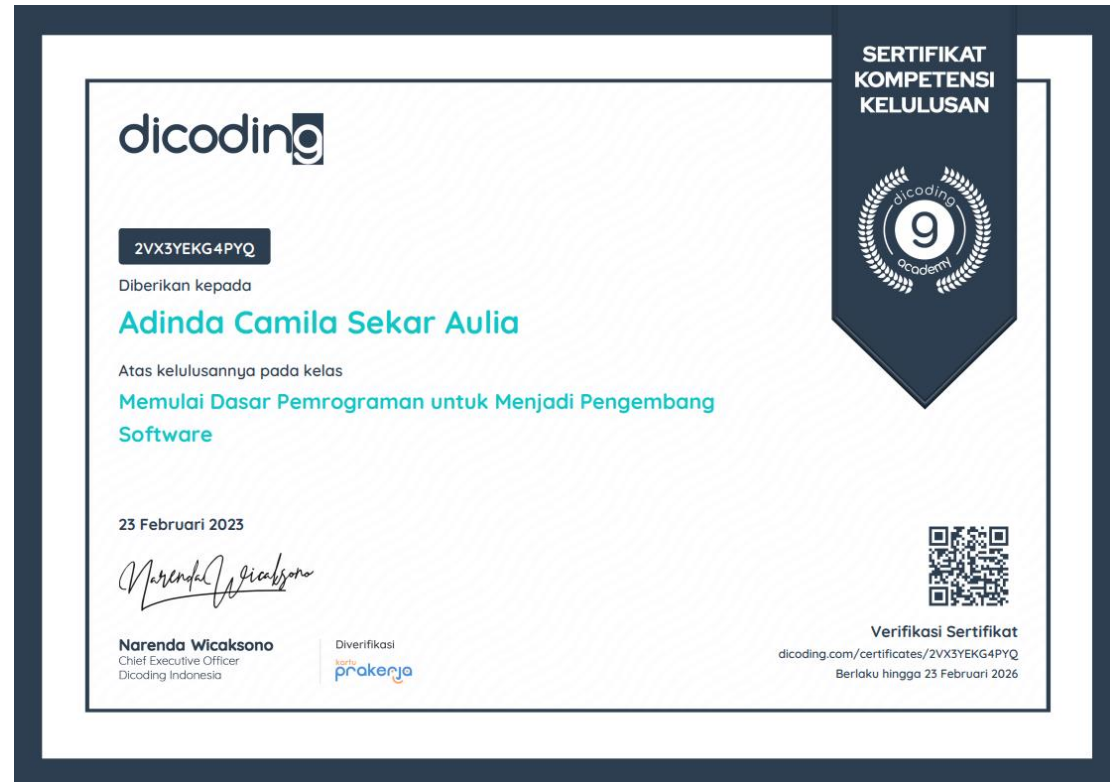 SERTIFIKAT
KOMPETENSI
KELULUSAN
dicoding
dicoding
9
academy
2VX3YEKG4PYQ
Diberikan kepada
Adinda Camila Sekar Aulia
Atas kelulusannya pada kelas
Memulai Dasar Pemrograman untuk Menjadi Pengembang
Software
23 Februari 2023
Narenda Wicaksono
Narenda Wicaksono
Chief Executive Officer
Dicoding Indonesia
Diverifikasi
kartu
prakerja
Verifikasi Sertifikat
dicoding.com/certificates/2VX3YEKG4PYQ
Berlaku hingga 23 Februari 2026